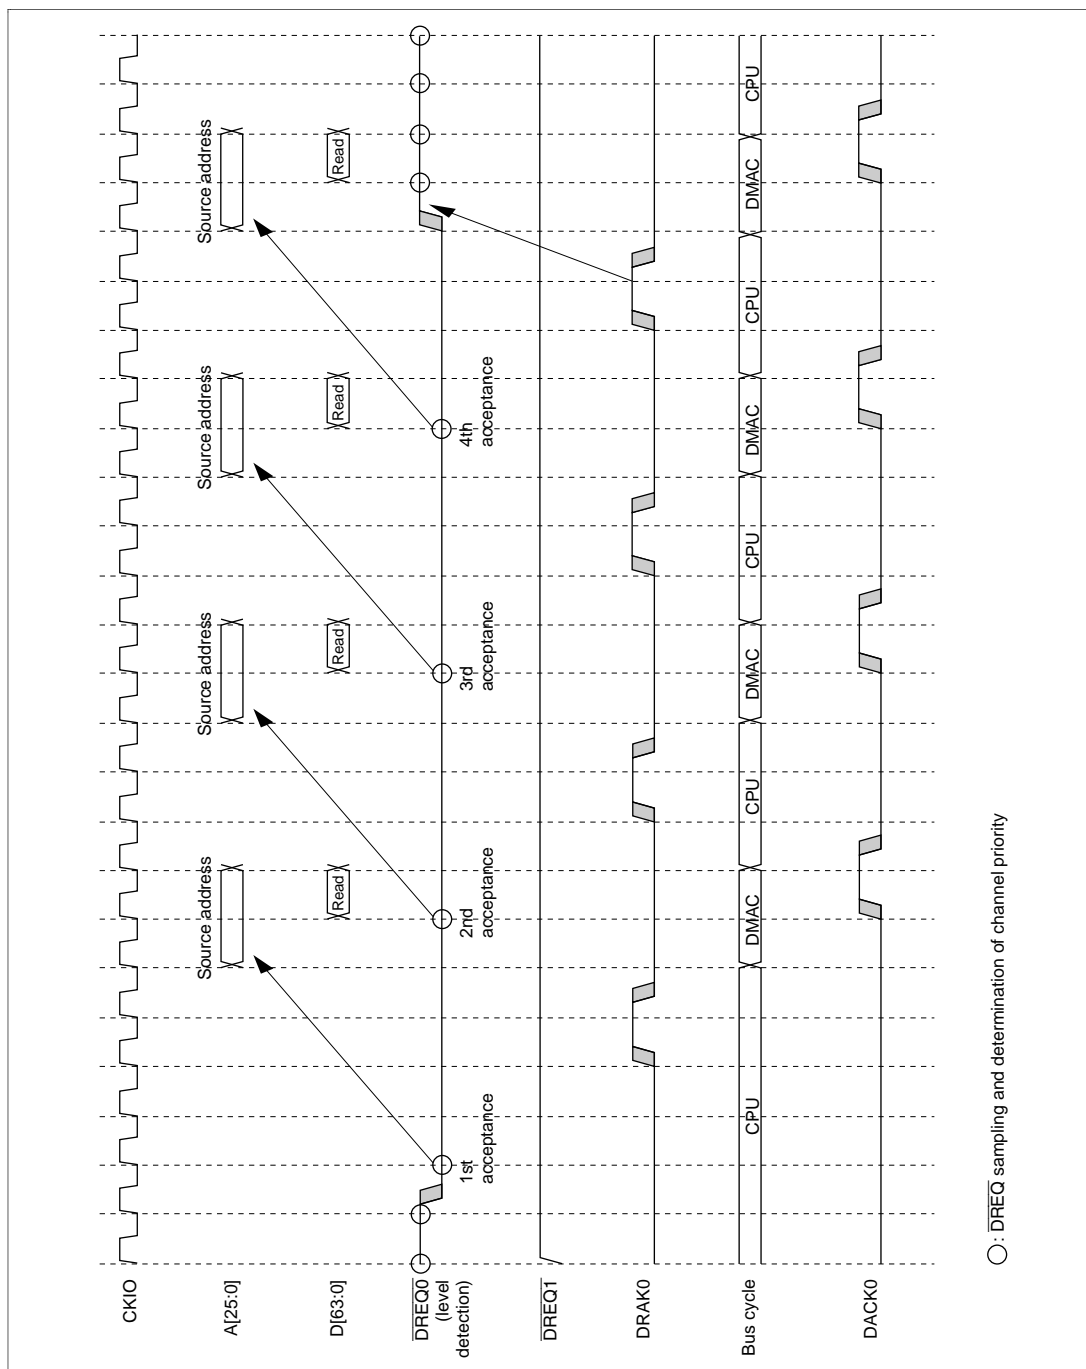 CKIO
A[25:0]
Source address
Source address
Source address
Source address
D[63:0]
Read
Read
Read
Read
DREQ0
(level
detection)
1st
acceptance
2nd
acceptance
3rd
acceptance
4th
acceptance
DREQ1
DRAK0
Bus cycle
CPU
DMAC
CPU
DMAC
CPU
DMAC
CPU
DMAC
CPU
DACK0
: DREQ sampling and determination of channel priority